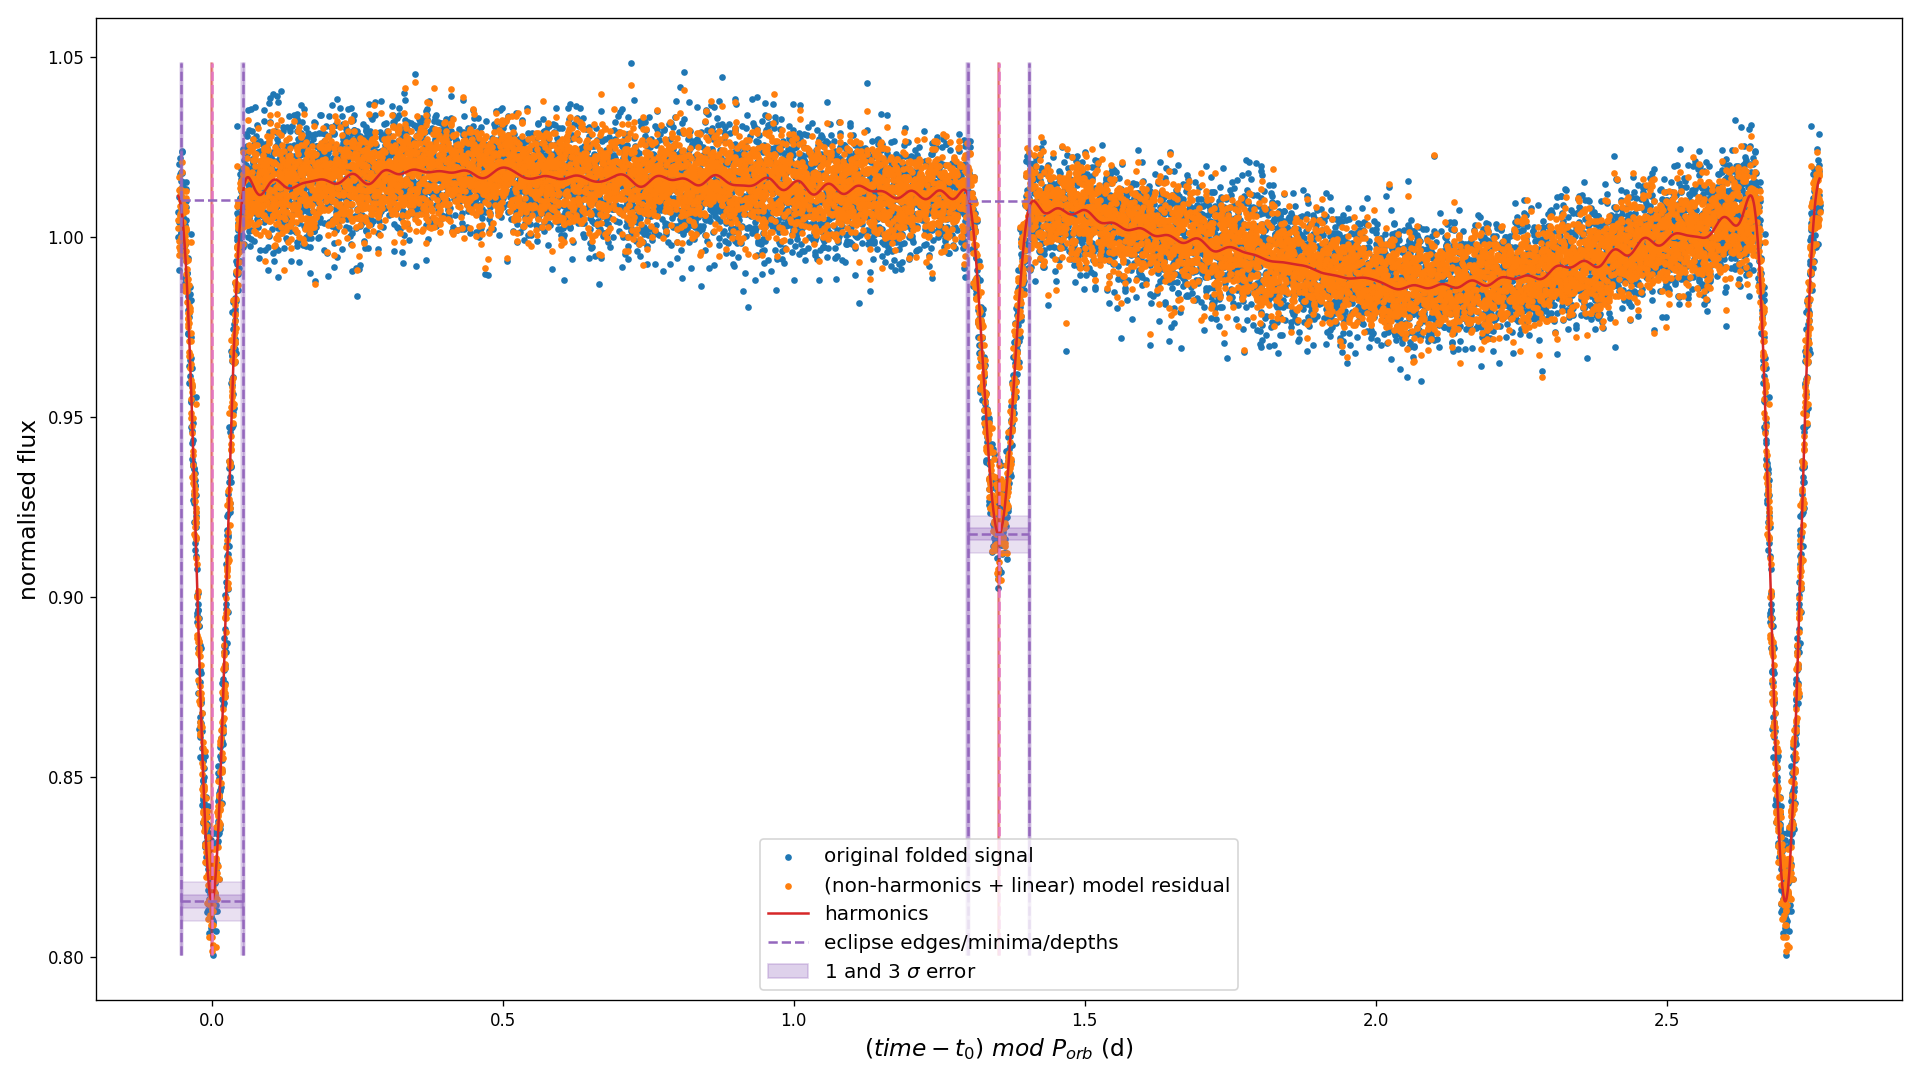 normalised flux
1.05
1.00
0.95
0.90
0.85
0.80
original folded signal
(non-harmonics + linear) model residual
harmonics
eclipse edges/minima/depths
1 and 3 σ error
0.0 0.5 1.0 1.5 2.0 2.5
(time − t₀) mod P_orb (d)